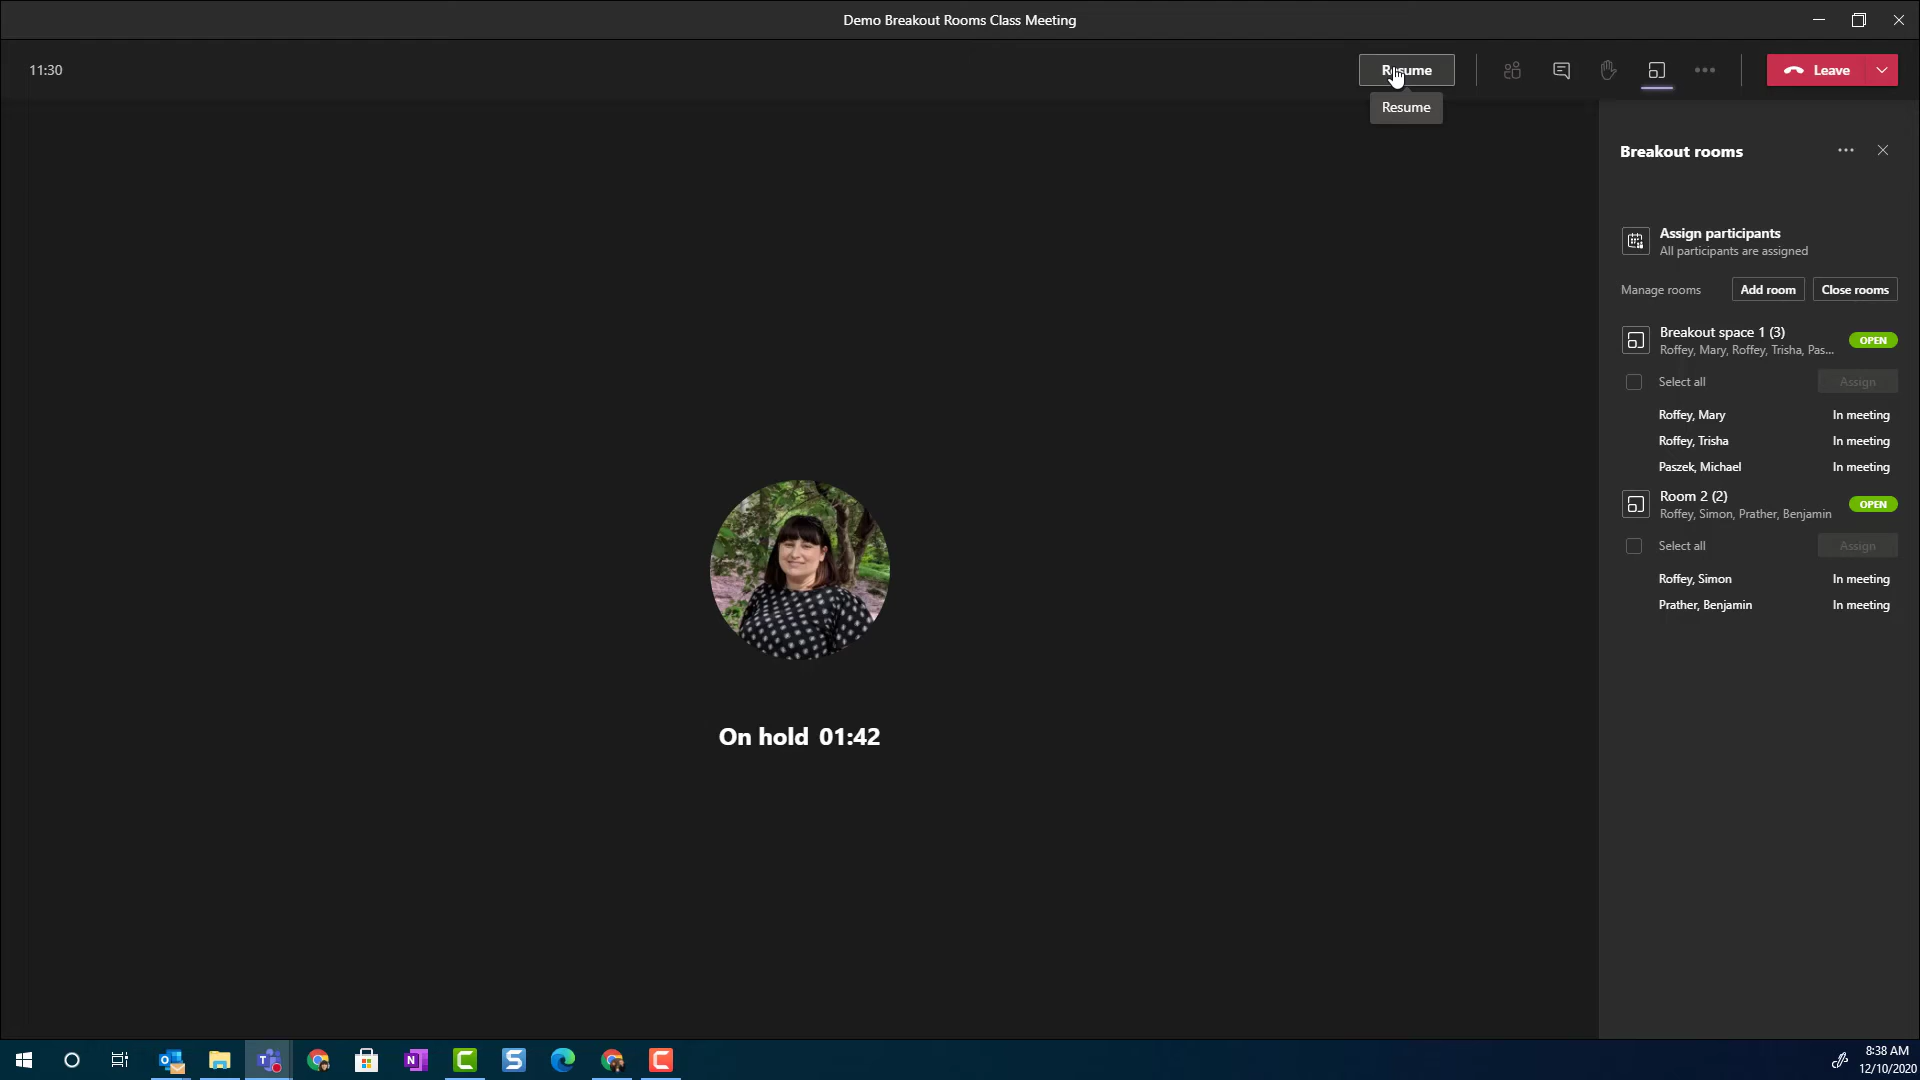 Demo Breakout Rooms Class Meeting
11:30
Resume
Leave
Resume
Breakout rooms
Assign participants
All participants are assigned
Manage rooms
Add room
Close rooms
Breakout space 1 (3)
OPEN
Roffey, Mary, Roffey, Trisha, Pas...
Select all
Assign
Roffey, Mary
In meeting
Roffey, Trisha
In meeting
Paszek, Michael
In meeting
Room 2 (2)
OPEN
Roffey, Simon, Prather, Benjamin
Select all
Assign
Roffey, Simon
In meeting
Prather, Benjamin
In meeting
On hold 01:42
8:38 AM
12/10/2020